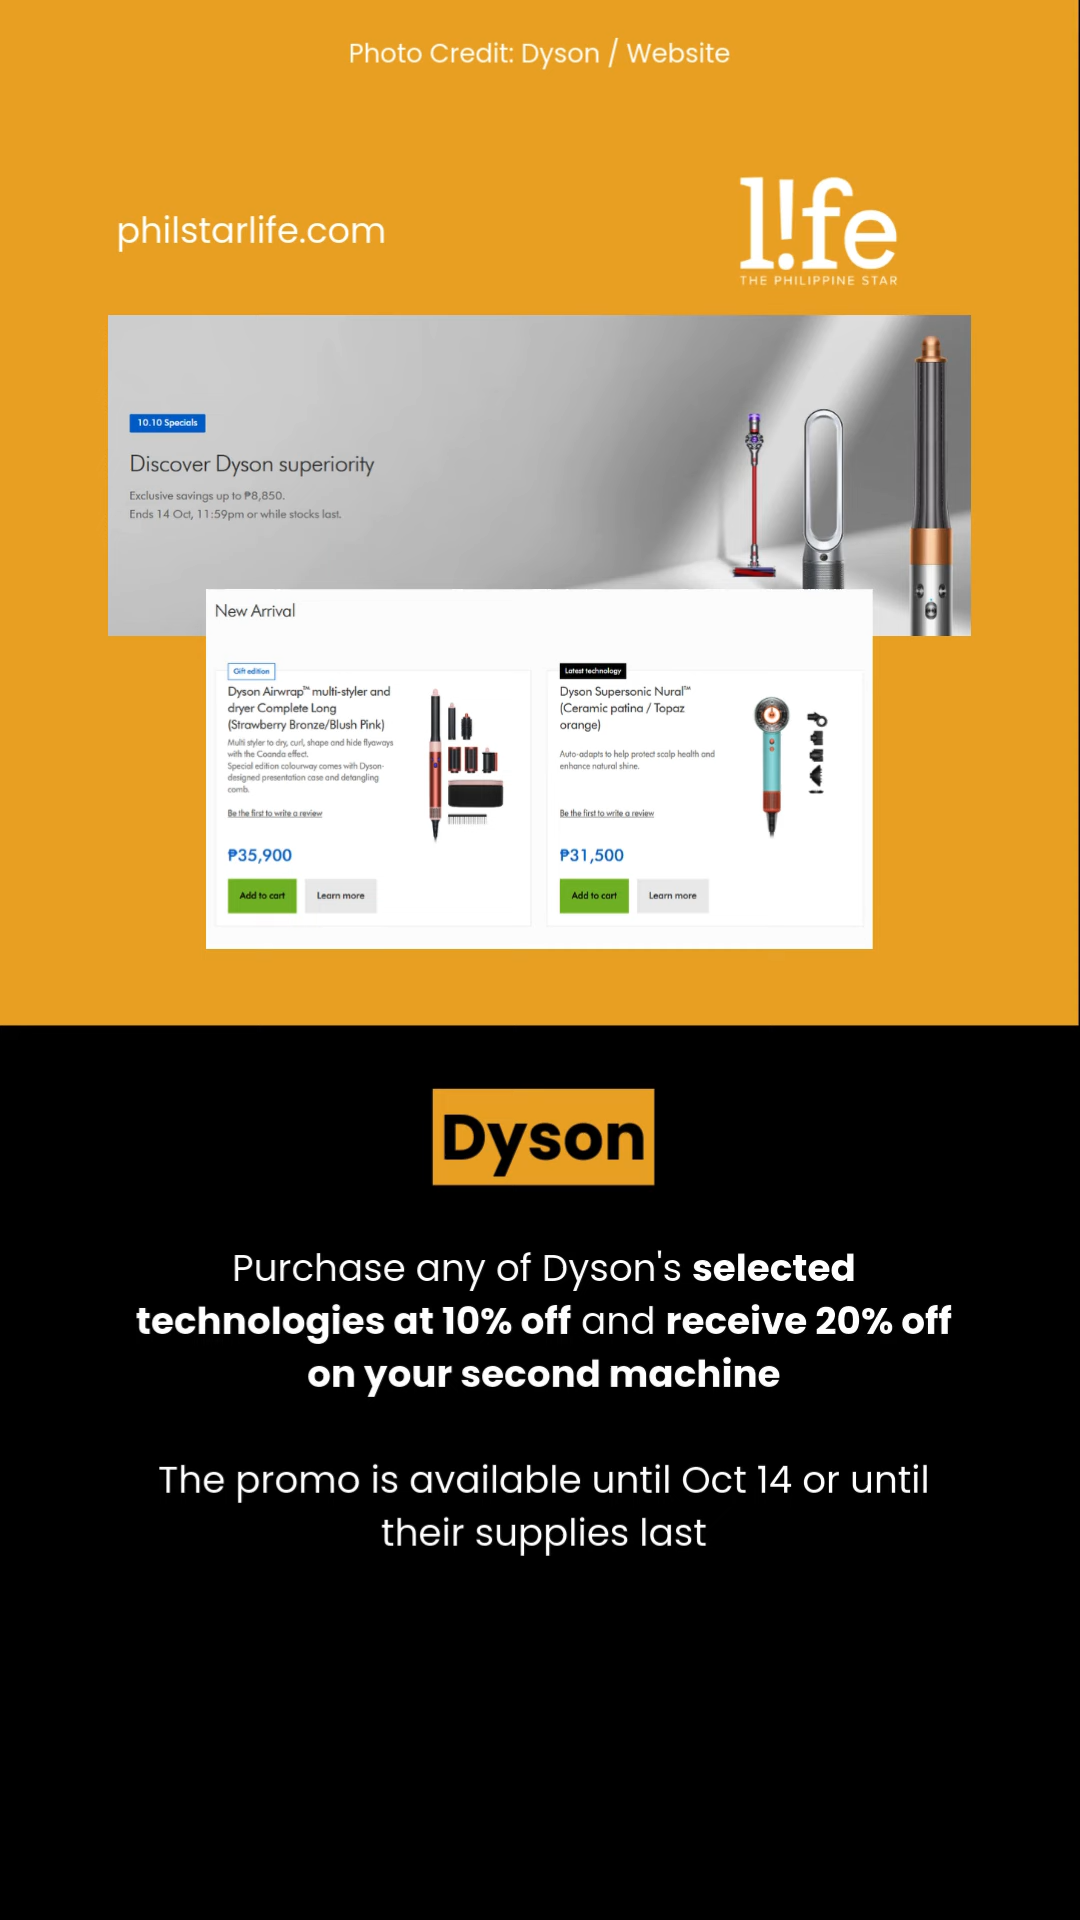 Photo Credit: Dyson / Website
philstarlife.com
l!fe
THE PHILIPPINE STAR
10.10 Specials
Discover Dyson superiority
Exclusive savings up to ₱8,850.
Ends 14 Oct, 11:59pm or while stocks last.
New Arrival
Gift edition
Dyson Airwrap™ multi-styler and
dryer Complete Long
(Strawberry Bronze/Blush Pink)
Multi styler to dry, curl, shape and hide flyaways
with the Coanda effect.
Special edition colourway comes with Dyson-
designed presentation case and detangling
comb.
Be the first to write a review
₱35,900
Add to cart
Learn more
Latest technology
Dyson Supersonic Nural™
(Ceramic patina / Topaz
orange)
Auto-adapts to help protect scalp health and
enhance natural shine.
Be the first to write a review
₱31,500
Add to cart
Learn more
Dyson
Purchase any of Dyson's selected
technologies at 10% off and receive 20% off
on your second machine
The promo is available until Oct 14 or until
their supplies last